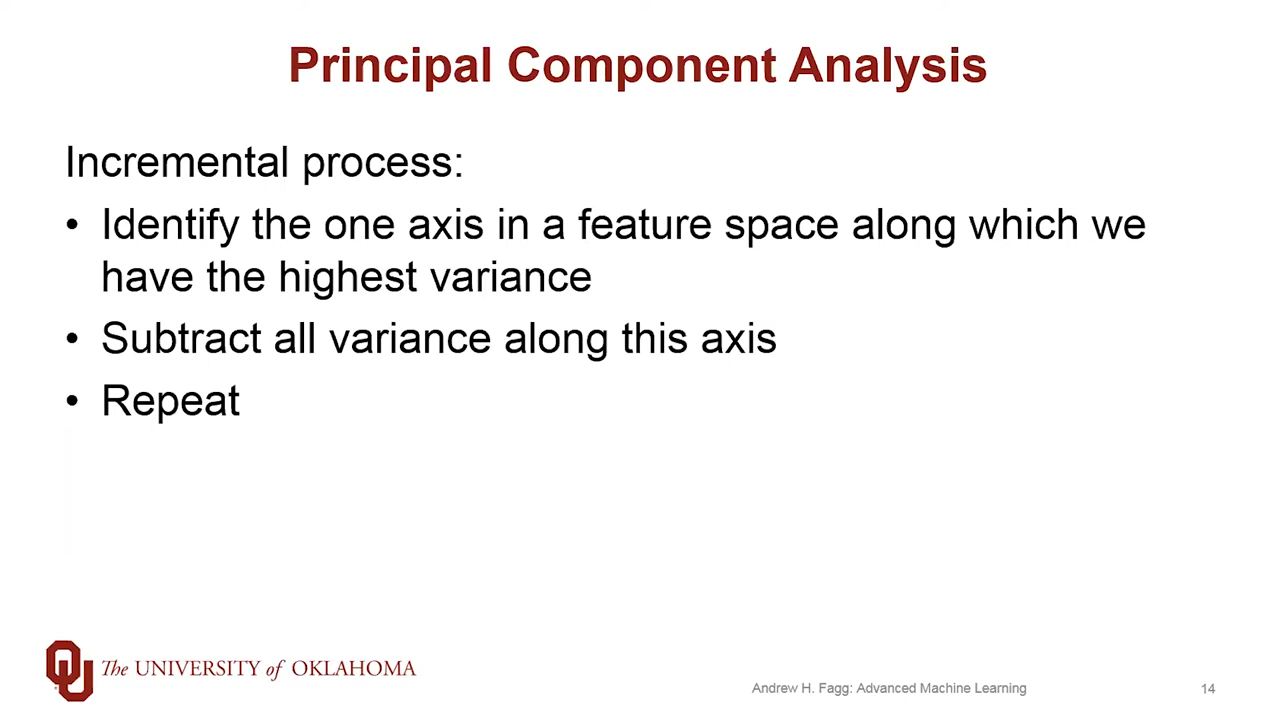 Principal Component Analysis
Incremental process:
• Identify the one axis in a feature space along which we
have the highest variance
• Subtract all variance along this axis
• Repeat
The UNIVERSITY of OKLAHOMA
Andrew H. Fagg: Advanced Machine Learning
14